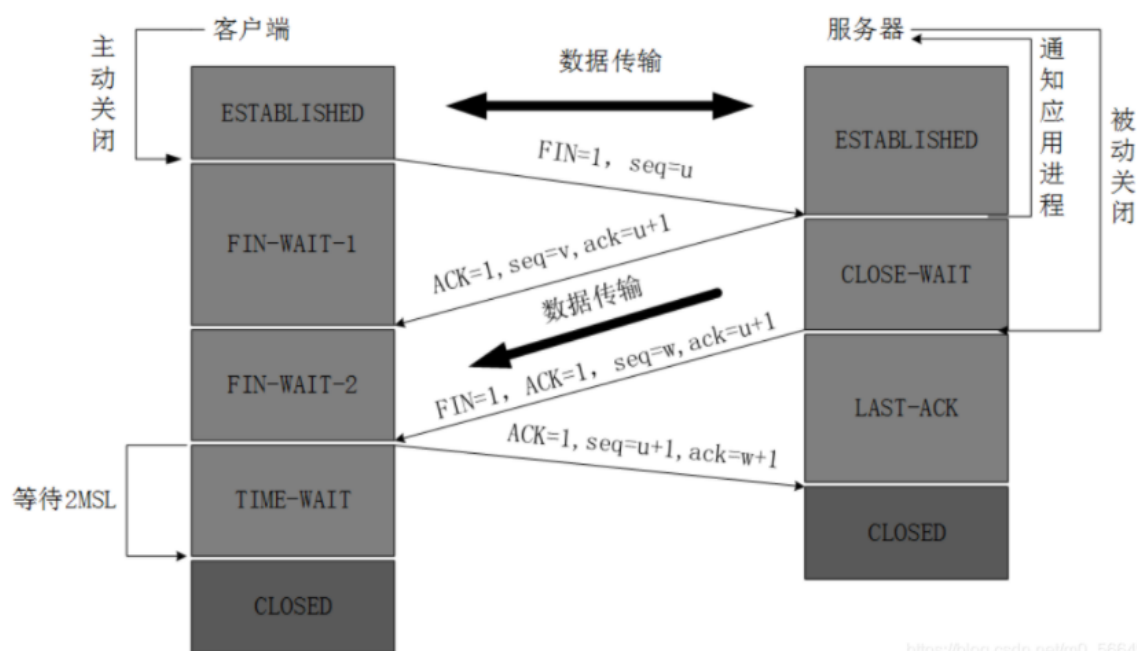 客户端
服务器
主动关闭
数据传输
通知应用进程
被动关闭
ESTABLISHED
ESTABLISHED
FIN=1, seq=u
FIN-WAIT-1
ACK=1,seq=v,ack=u+1
CLOSE-WAIT
数据传输
FIN-WAIT-2
FIN=1, ACK=1, seq=w,ack=u+1
LAST-ACK
ACK=1,seq=u+1,ack=w+1
等待2MSL
TIME-WAIT
CLOSED
CLOSED